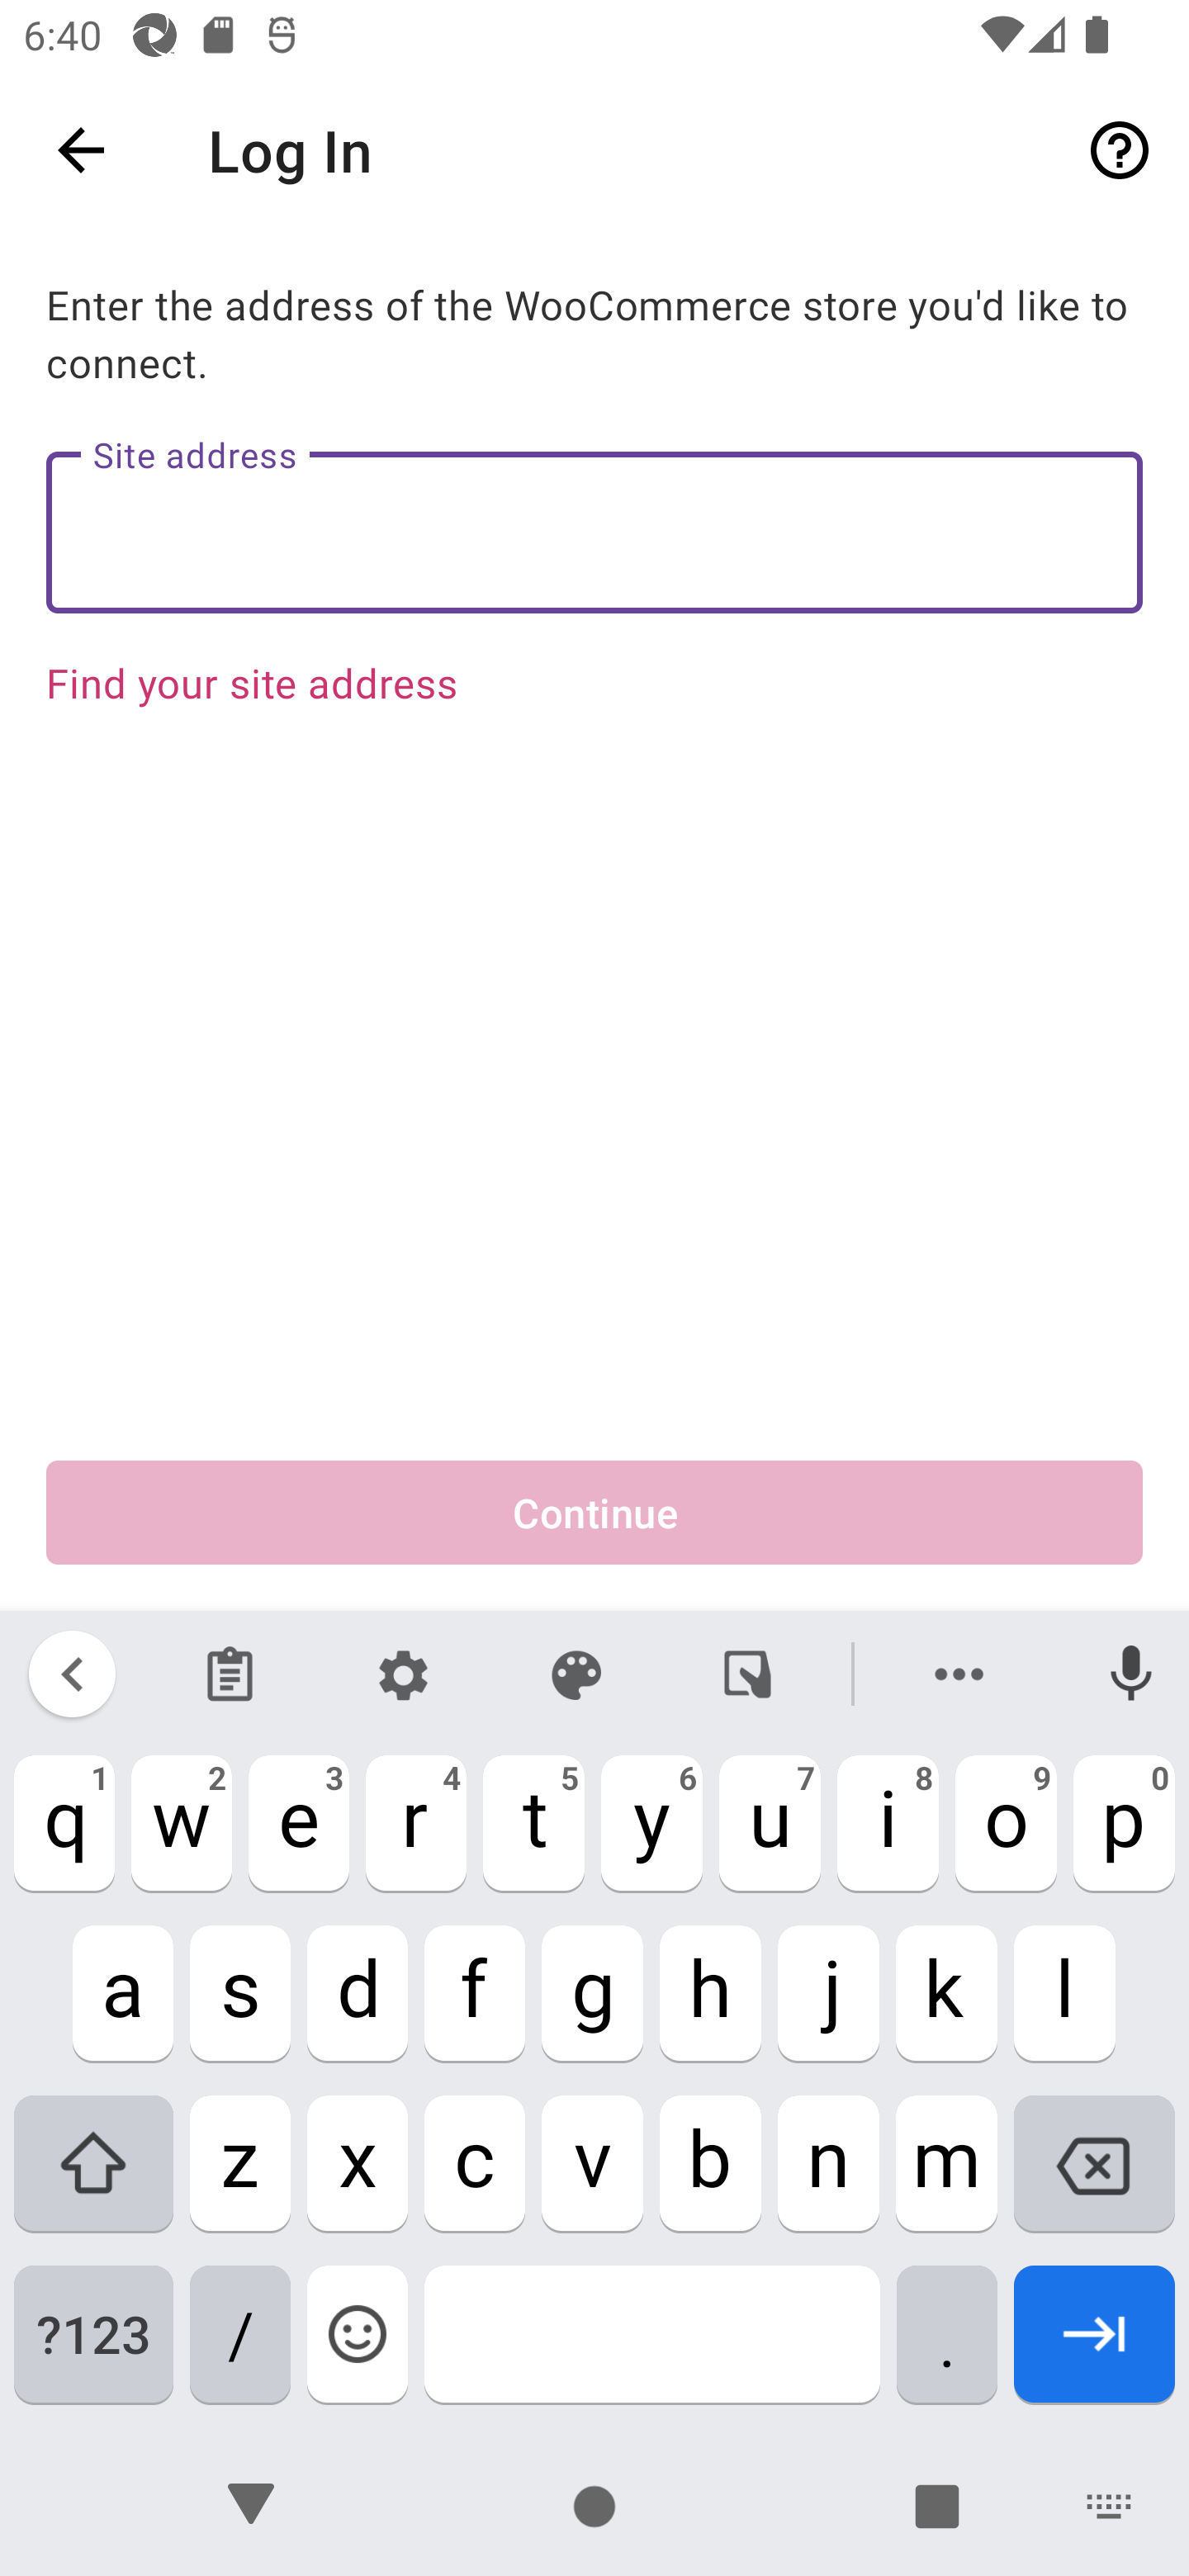 6:40
Log In
Enter the address of the WooCommerce store you'd like to
connect.
Site address
Find your site address
Continue
1 2 3 4 5 6 7 8 9 0
q w e r t y u i o p
a s d f g h j k l
z x c v b n m
?123 / .